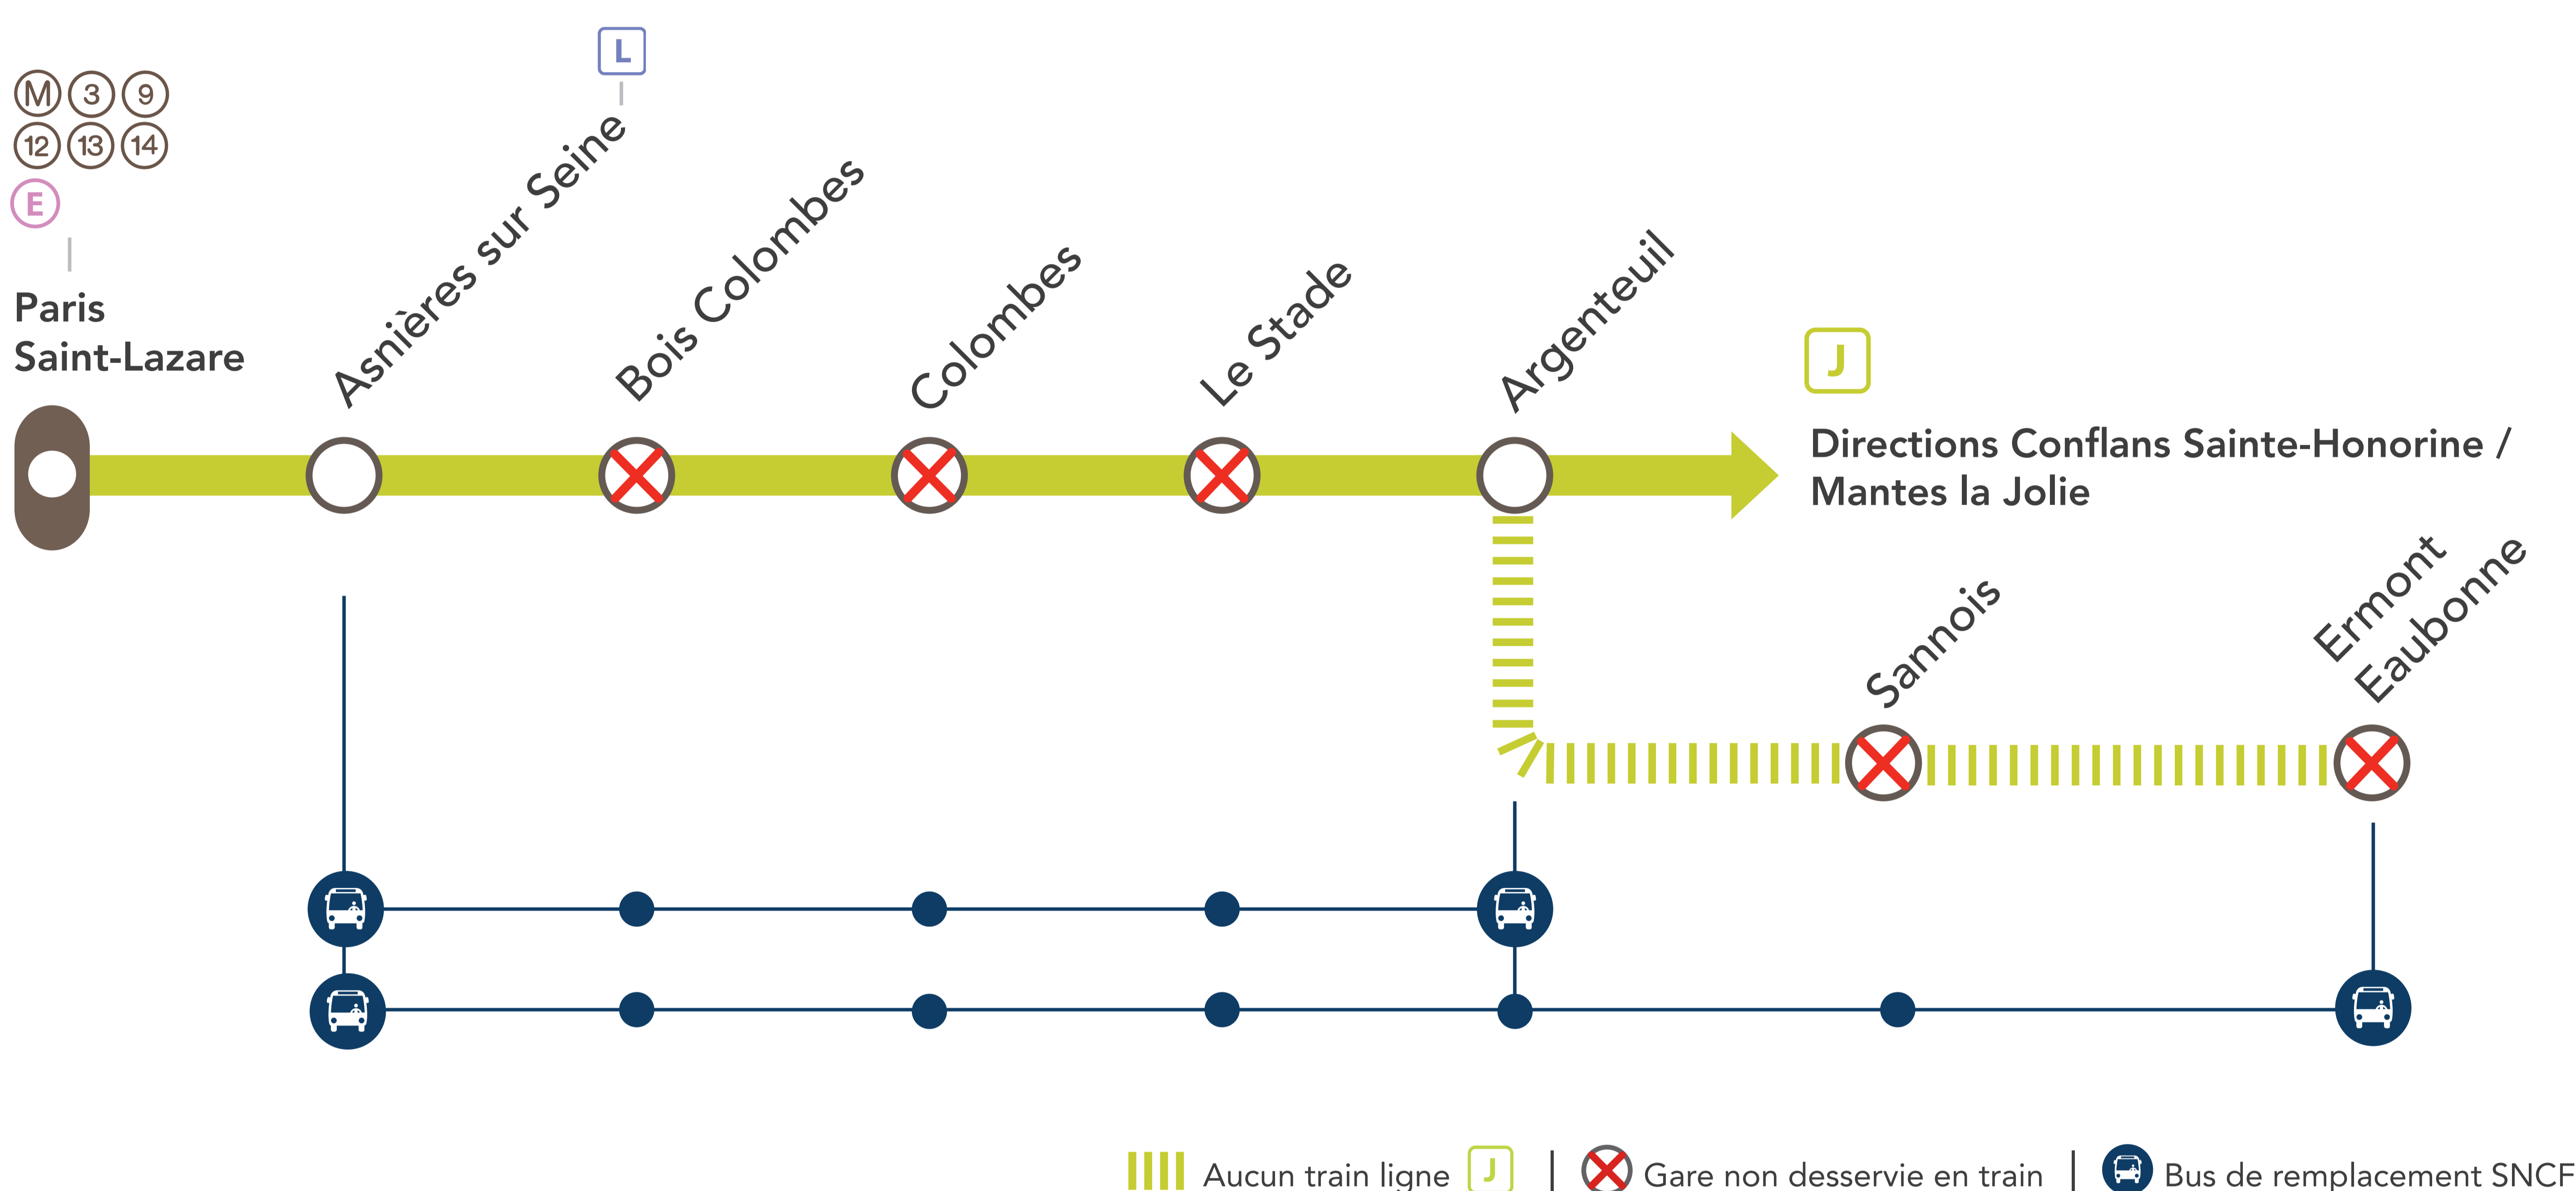 L
M 3 9
12 13 14
E
Paris
Saint-Lazare
Asnières sur Seine
Bois Colombes
Colombes
Le Stade
Argenteuil
J
Directions Conflans Sainte-Honorine /
Mantes la Jolie
Sannois
Ermont
Eaubonne
Aucun train ligne J | Gare non desservie en train | Bus de remplacement SNCF